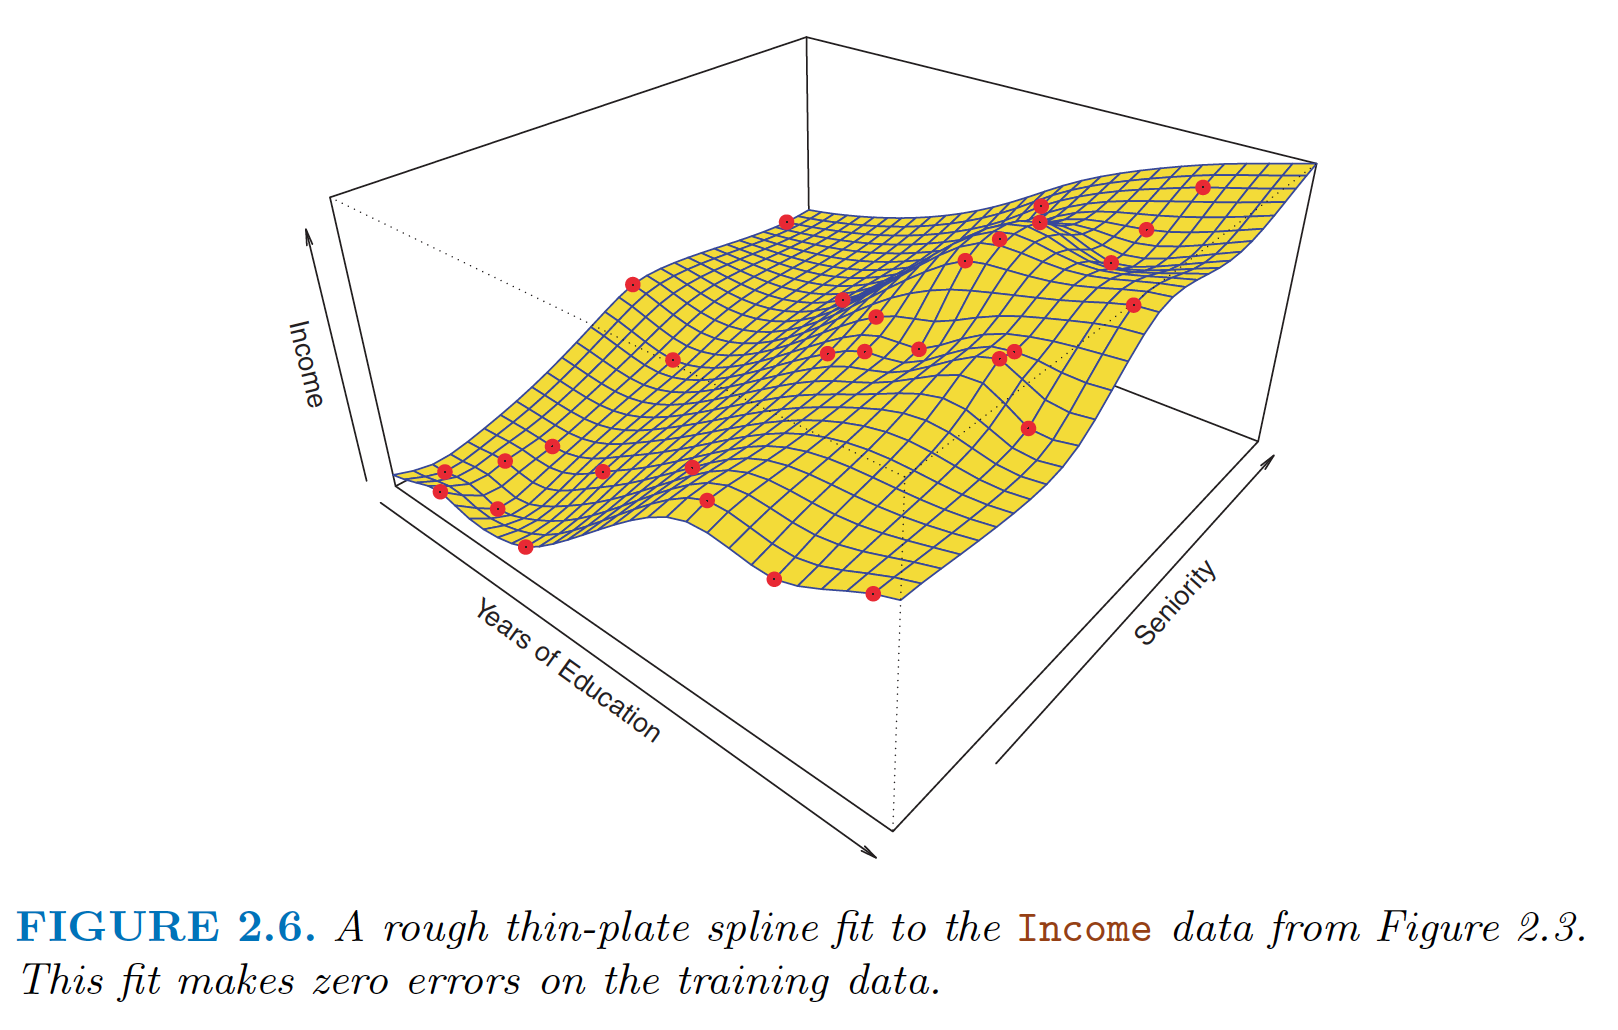 Income
Years of Education
Seniority
FIGURE 2.6. A rough thin-plate spline fit to the Income data from Figure 2.3.
This fit makes zero errors on the training data.